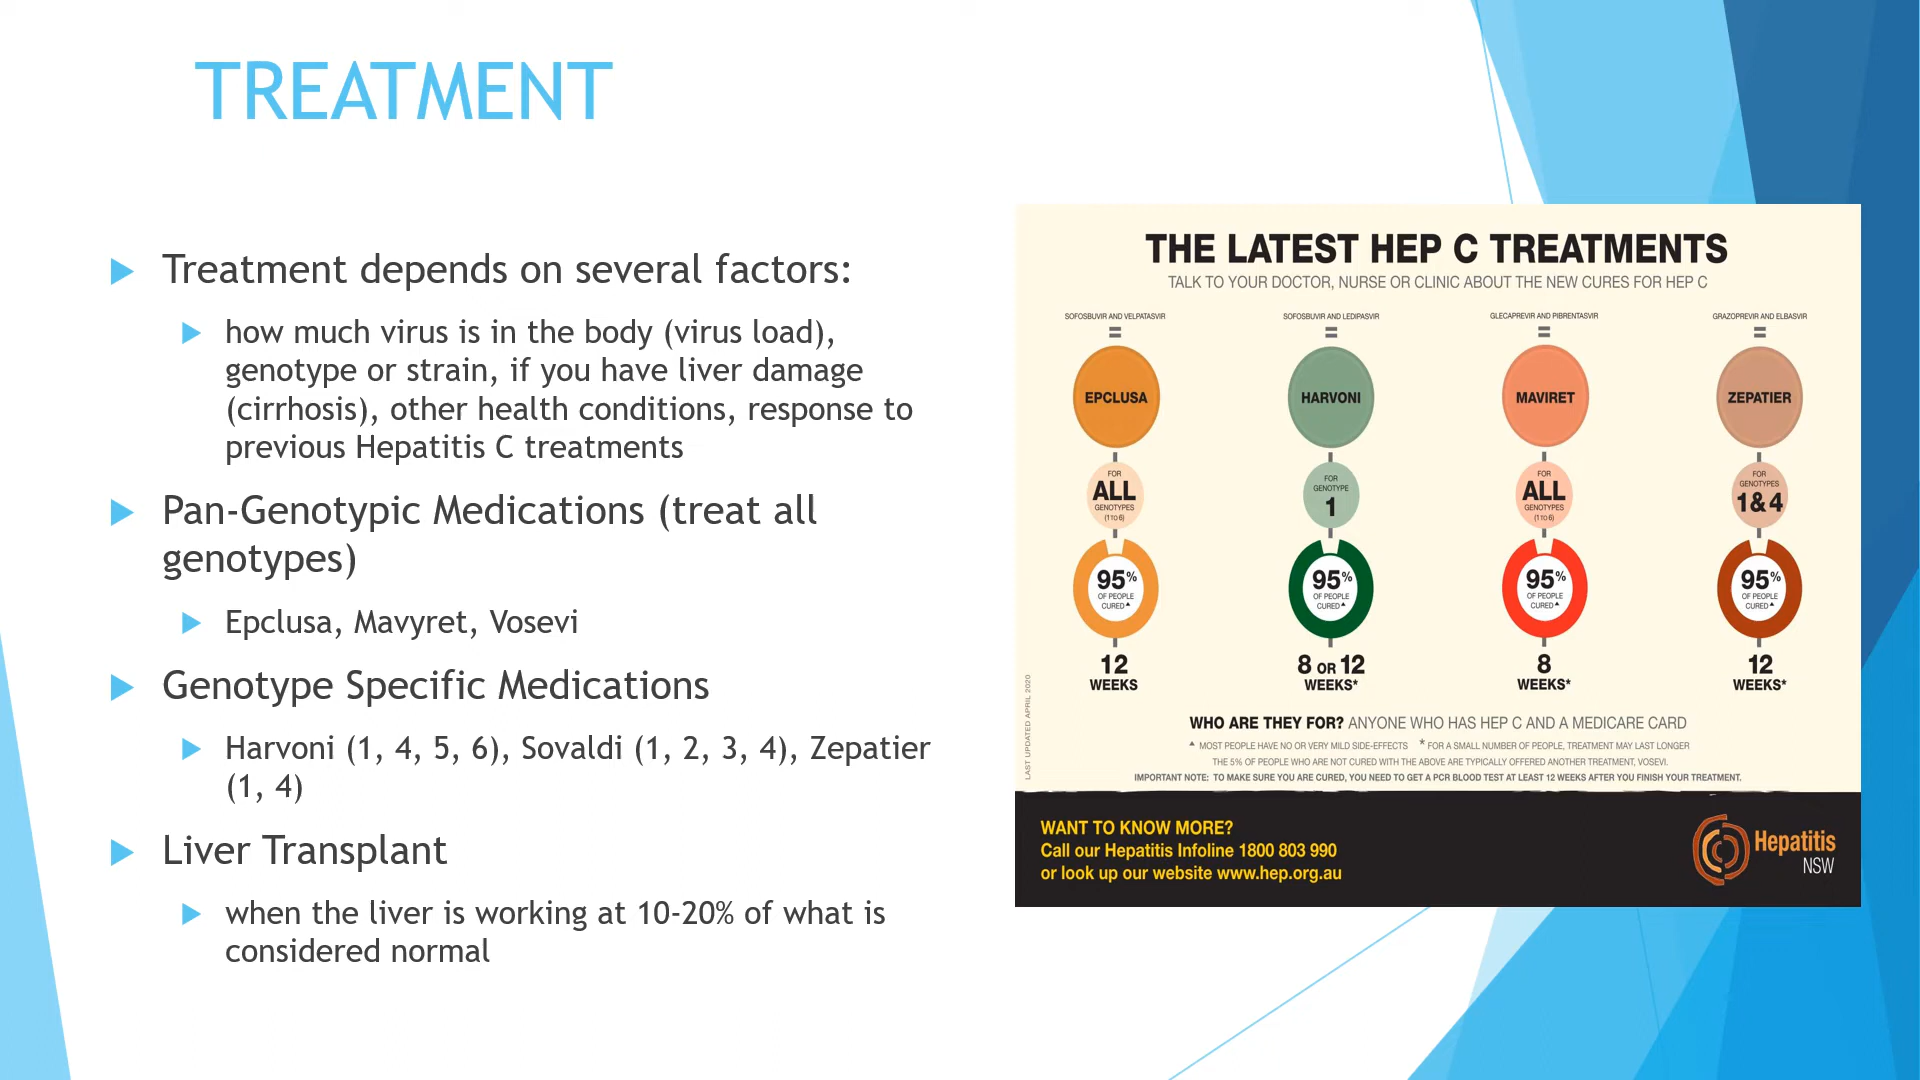 TREATMENT
Treatment depends on several factors:
how much virus is in the body (virus load),
genotype or strain, if you have liver damage
(cirrhosis), other health conditions, response to
previous Hepatitis C treatments
Pan-Genotypic Medications (treat all
genotypes)
Epclusa, Mavyret, Vosevi
Genotype Specific Medications
Harvoni (1, 4, 5, 6), Sovaldi (1, 2, 3, 4), Zepatier
(1, 4)
Liver Transplant
when the liver is working at 10-20% of what is
considered normal
THE LATEST HEP C TREATMENTS
TALK TO YOUR DOCTOR, NURSE OR CLINIC ABOUT THE NEW CURES FOR HEP C
SOFOSBUVIR AND VELPATASVIR
=
EPCLUSA
FOR
ALL
GENOTYPES
(1 TO 6)
95%
OF PEOPLE
CURED▲
12
WEEKS
SOFOSBUVIR AND LEDIPASVIR
=
HARVONI
FOR
GENOTYPE
1
95%
OF PEOPLE
CURED▲
8 OR 12
WEEKS*
GLECAPREVIR AND PIBRENTASVIR
=
MAVIRET
FOR
ALL
GENOTYPES
(1 TO 6)
95%
OF PEOPLE
CURED▲
8
WEEKS*
GRAZOPREVIR AND ELBASVIR
=
ZEPATIER
FOR
GENOTYPES
1 & 4
95%
OF PEOPLE
CURED▲
12
WEEKS*
LAST UPDATED APRIL 2020
WHO ARE THEY FOR? ANYONE WHO HAS HEP C AND A MEDICARE CARD
▲ MOST PEOPLE HAVE NO OR VERY MILD SIDE-EFFECTS * FOR A SMALL NUMBER OF PEOPLE, TREATMENT MAY LAST LONGER
THE 5% OF PEOPLE WHO ARE NOT CURED WITH THE ABOVE ARE TYPICALLY OFFERED ANOTHER TREATMENT, VOSEVI.
IMPORTANT NOTE: TO MAKE SURE YOU ARE CURED, YOU NEED TO GET A PCR BLOOD TEST AT LEAST 12 WEEKS AFTER YOU FINISH YOUR TREATMENT.
WANT TO KNOW MORE?
Call our Hepatitis Infoline 1800 803 990
or look up our website www.hep.org.au
Hepatitis
NSW